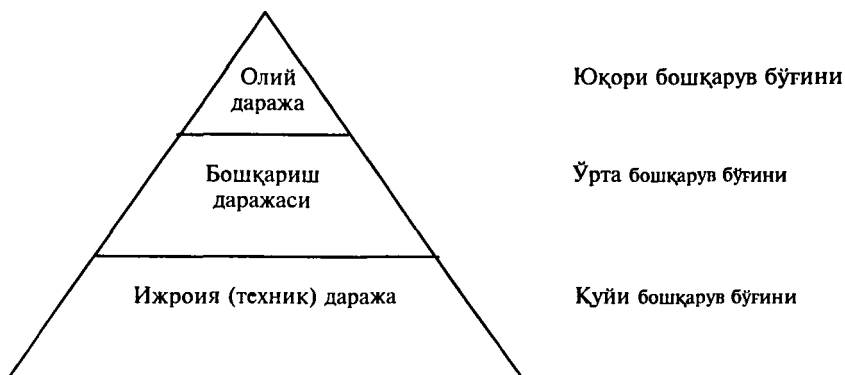 Олий
даража
Юқори бошқарув бўғини
Бошқариш
даражаси
Ўрта бошқарув бўғини
Ижроия (техник) даража
Қуйи бошқарув бўғини